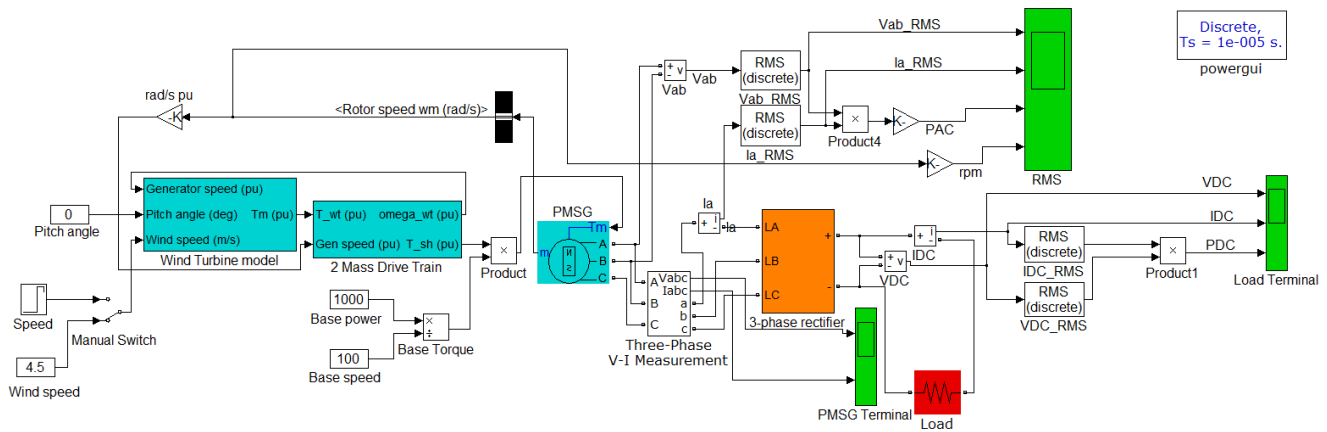 Vab_RMS
Discrete,
Ts = 1e-005 s.
powergui
rad/s pu
-K-
<Rotor speed wm (rad/s)>
+
-
v
Vab
Vab
RMS
(discrete)
Vab_RMS
RMS
(discrete)
Ia_RMS
Ia_RMS
×
Product4
K-
PAC
K-
rpm
RMS
Generator speed (pu)
Pitch angle (deg)
Tm (pu)
Wind speed (m/s)
Wind Turbine model
0
Pitch angle
T_wt (pu)
omega_wt (pu)
Gen speed (pu)
T_sh (pu)
2 Mass Drive Train
×
Product
PMSG
Tm
m
N
S
A
B
C
Ia
+
i
-
Ia
LA
LB
LC
+
-
3-phase rectifier
+
i
-
IDC
+
v
-
VDC
VDC
IDC
PDC
RMS
(discrete)
IDC_RMS
RMS
(discrete)
VDC_RMS
×
Product1
Load Terminal
A
B
C
Vabc
Iabc
a
b
c
Three-Phase
V-I Measurement
Speed
Manual Switch
4.5
Wind speed
1000
Base power
100
Base speed
×
÷
Base Torque
PMSG Terminal
Load